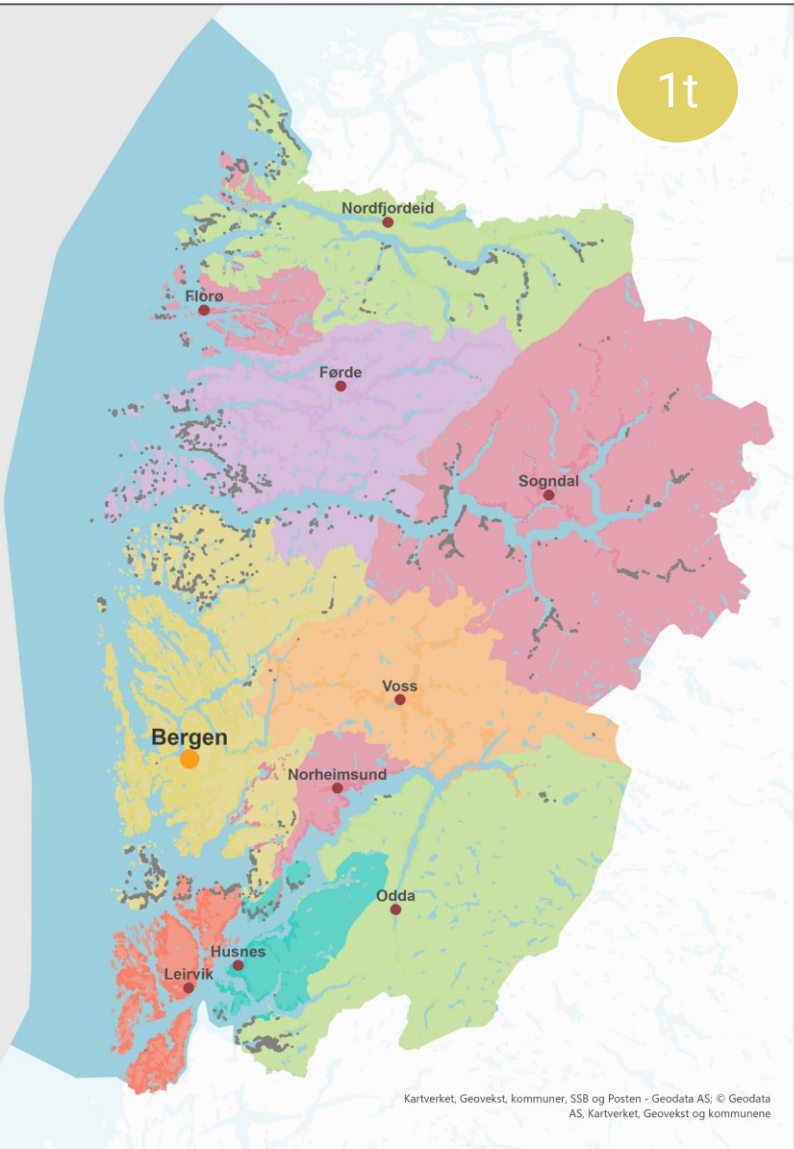 1t
Nordfjordeid
Florø
Førde
Sogndal
Voss
Bergen
Norheimsund
Odda
Husnes
Leirvik
Kartverket, Geovekst, kommuner, SSB og Posten - Geodata AS; © Geodata
AS, Kartverket, Geovekst og kommunene